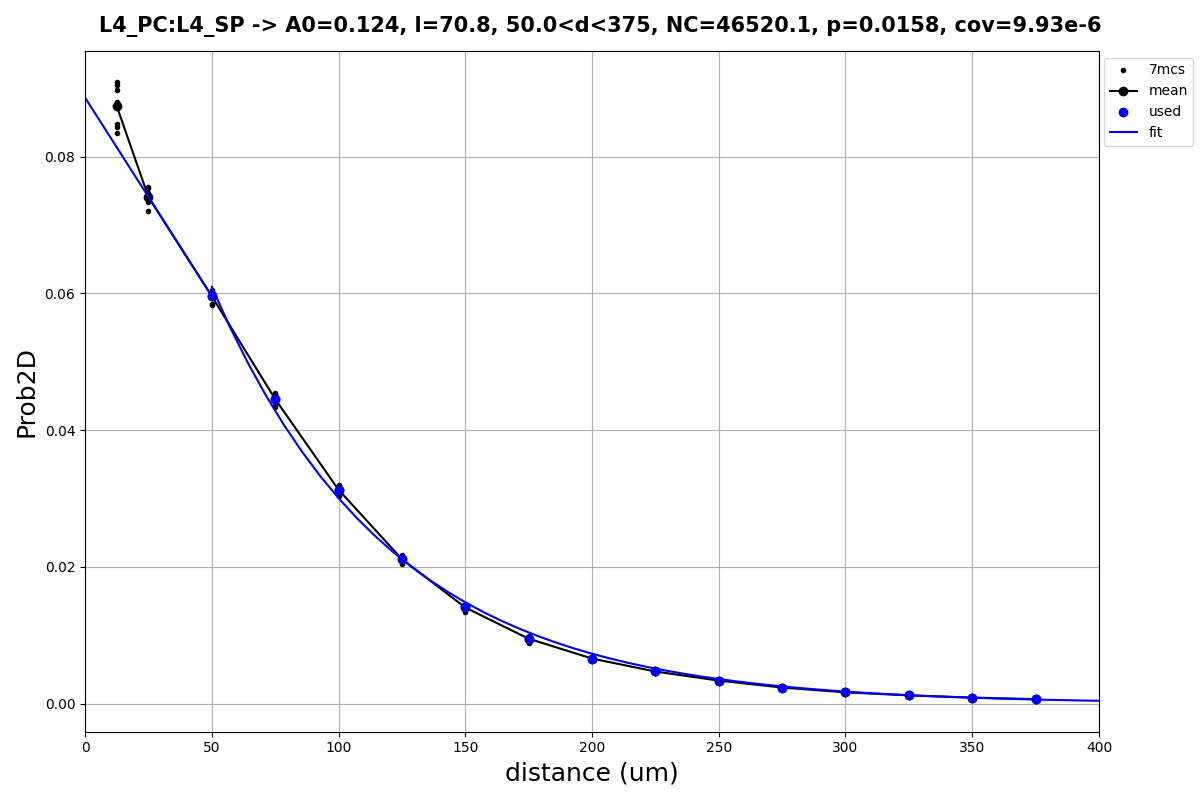 L4_PC:L4_SP -> A0=0.124, l=70.8, 50.0<d<375, NC=46520.1, p=0.0158, cov=9.93e-6
7mcs
mean
used
fit
0.08
0.06
0.04
0.02
0.00
Prob2D
0 50 100 150 200 250 300 350 400
distance (um)